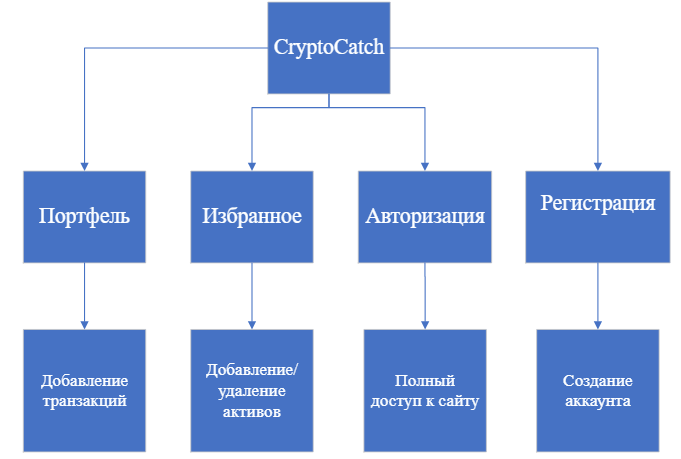 CryptoCatch
Портфель
Избранное
Авторизация
Регистрация
Добавление
транзакций
Добавление/
удаление
активов
Полный
доступ к сайту
Создание
аккаунта